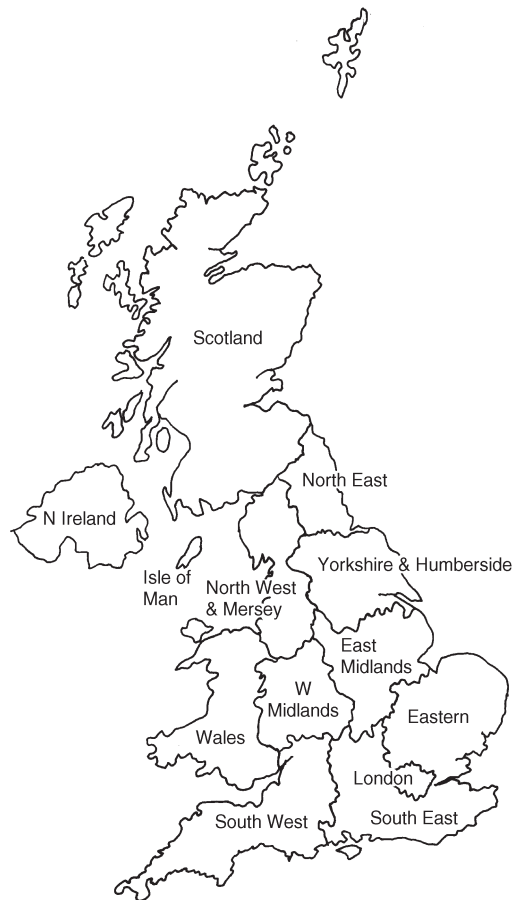 Scotland
North East
N Ireland
Yorkshire & Humberside
Isle of
Man
North West
& Mersey
East
Midlands
W
Midlands
Eastern
Wales
London
South East
South West